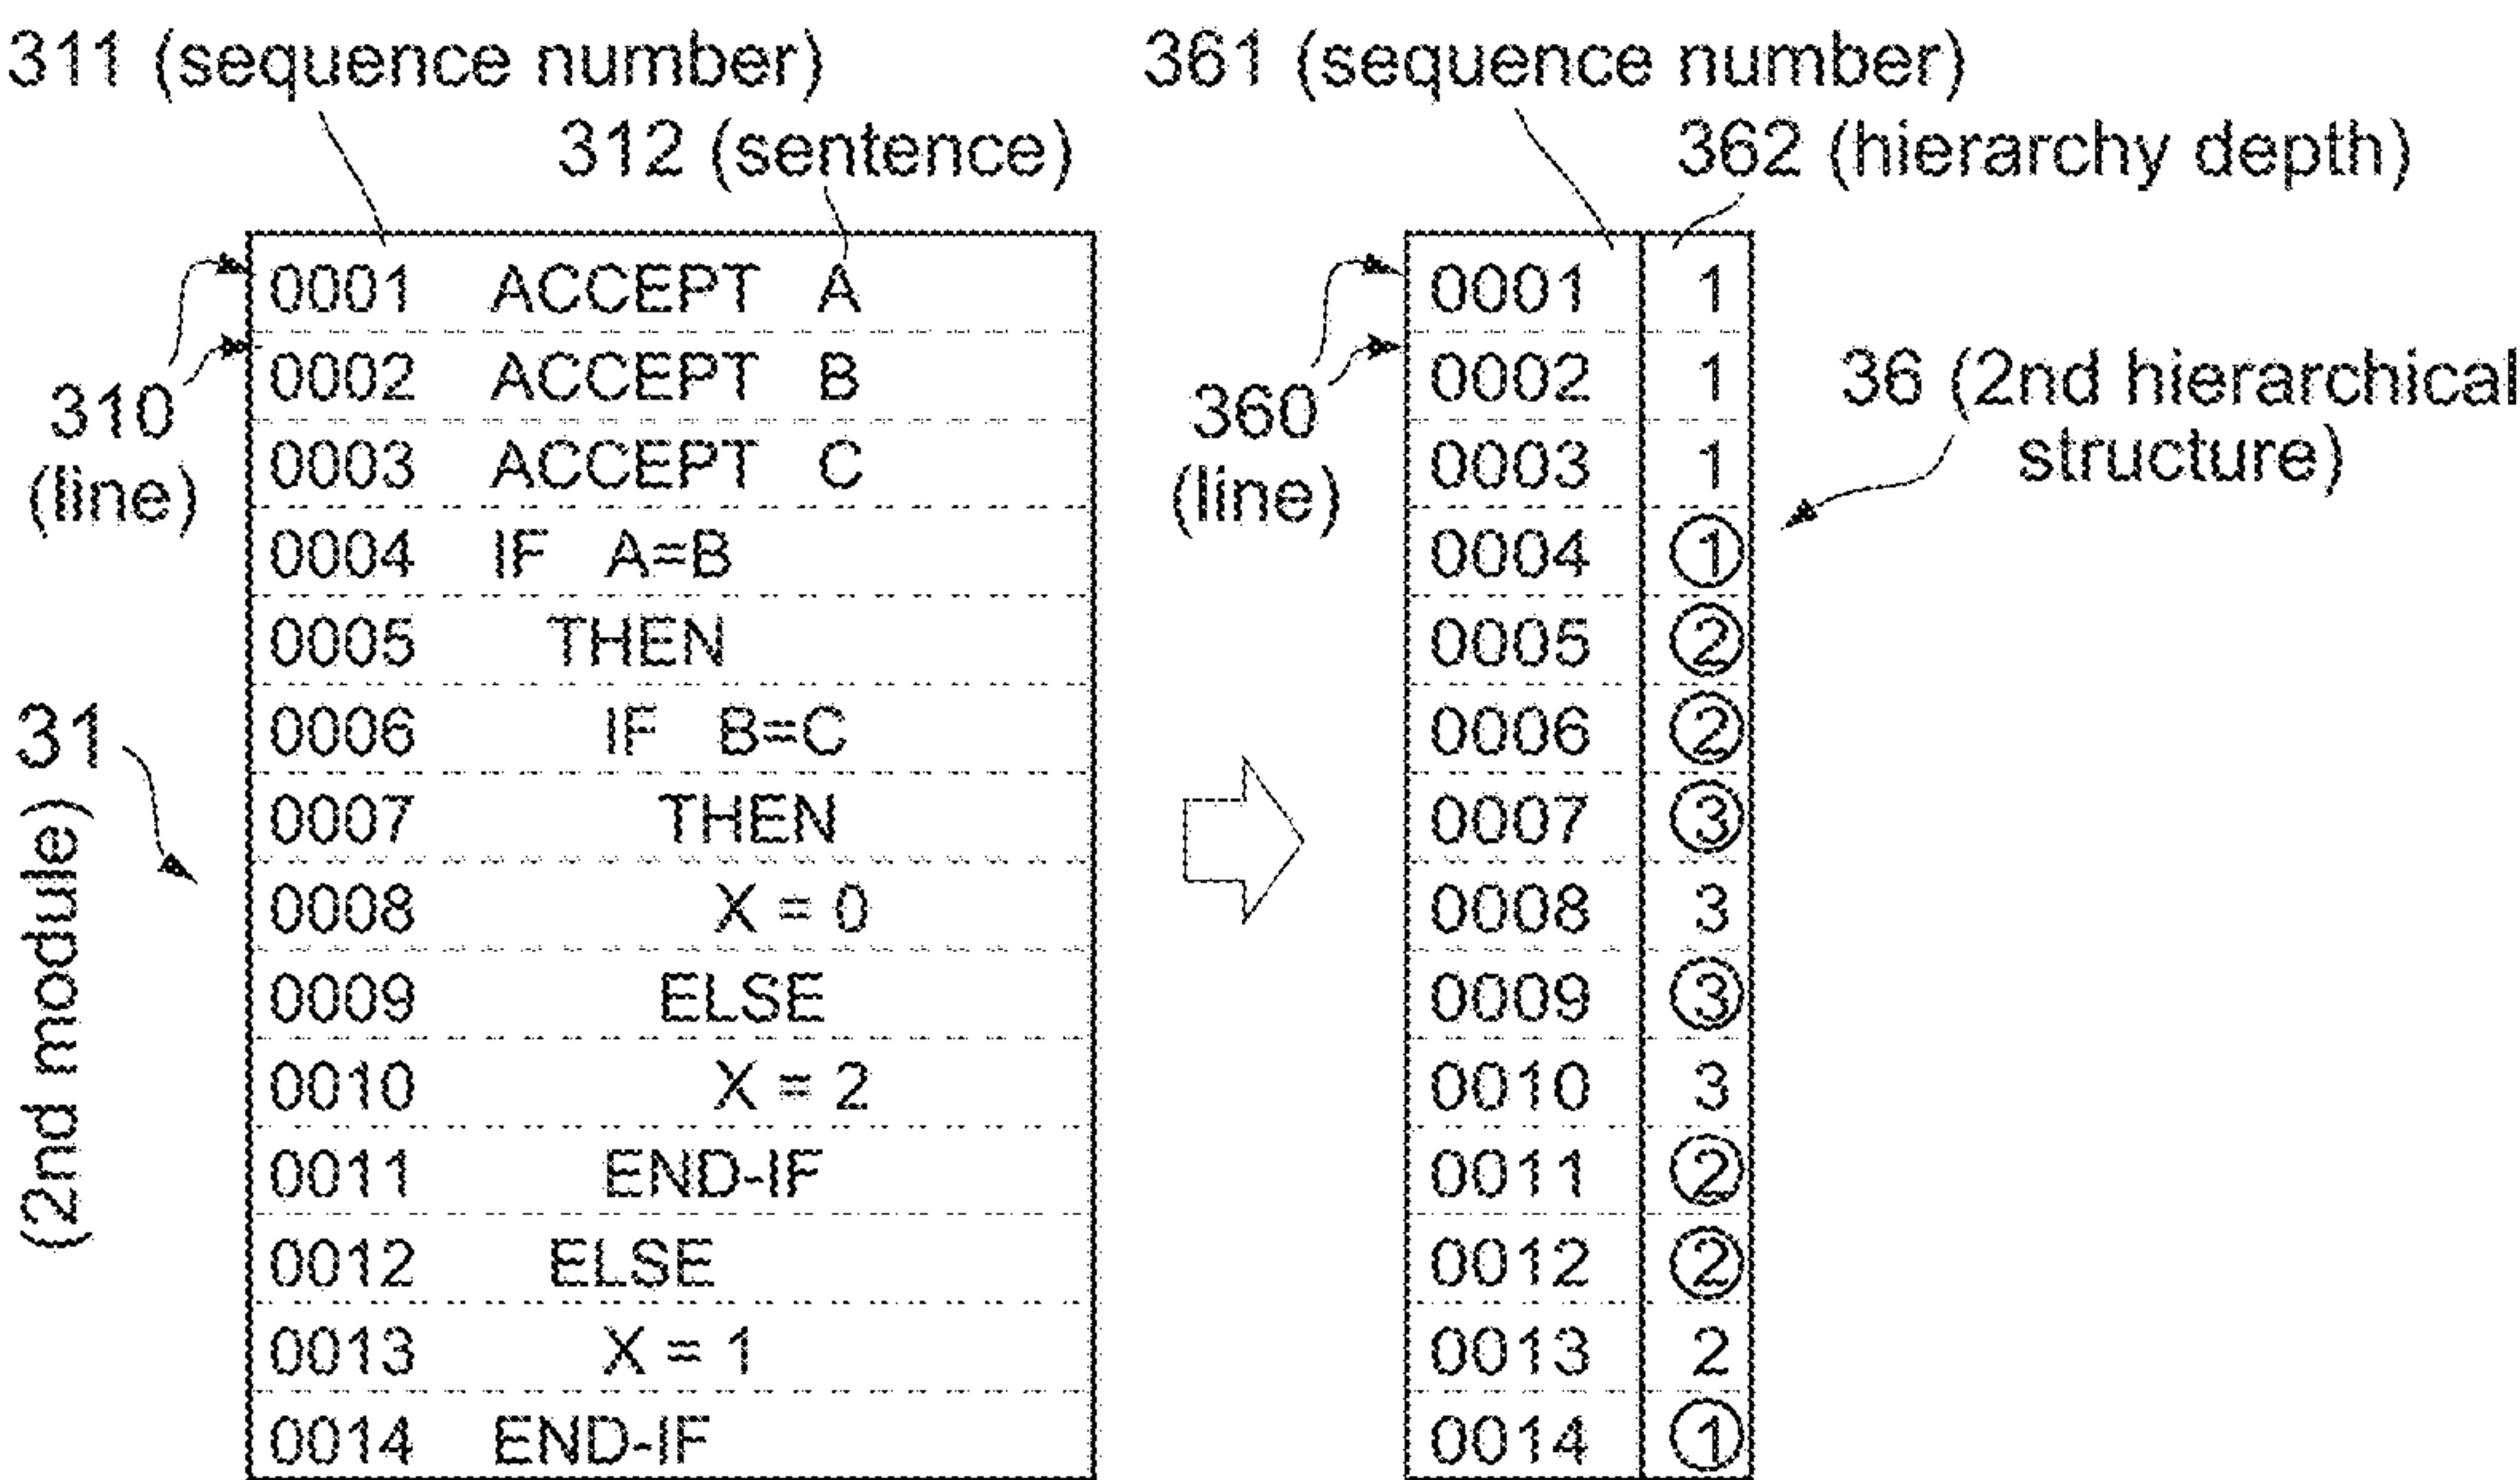 311 (sequence number)
312 (sentence)
310
(line)
31
(2nd module)
0001 ACCEPT A
0002 ACCEPT B
0003 ACCEPT C
0004 IF A=B
0005 THEN
0006 IF B=C
0007 THEN
0008 X = 0
0009 ELSE
0010 X = 2
0011 END-IF
0012 ELSE
0013 X = 1
0014 END-IF
361 (sequence number)
362 (hierarchy depth)
360
(line)
36 (2nd hierarchical
structure)
0001 1
0002 1
0003 1
0004 ①
0005 ②
0006 ②
0007 ③
0008 3
0009 ③
0010 3
0011 ②
0012 ②
0013 2
0014 ①